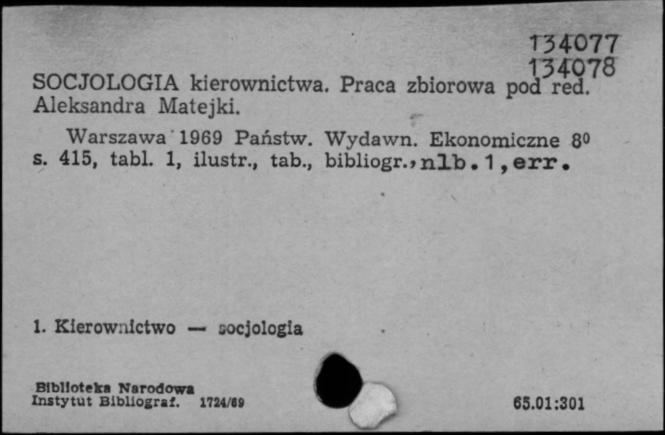 134077
134078
SOCJOLOGIA kierownictwa. Praca zbiorowa pod red.
Aleksandra Matejki.
Warszawa 1969 Państw. Wydawn. Ekonomiczne 8⁰
s. 415, tabl. 1, ilustr., tab., bibliogr., nlb. 1, err.
1. Kierownictwo — socjologia
Biblioteka Narodowa
Instytut Bibliograf. 1724/69
65.01:301